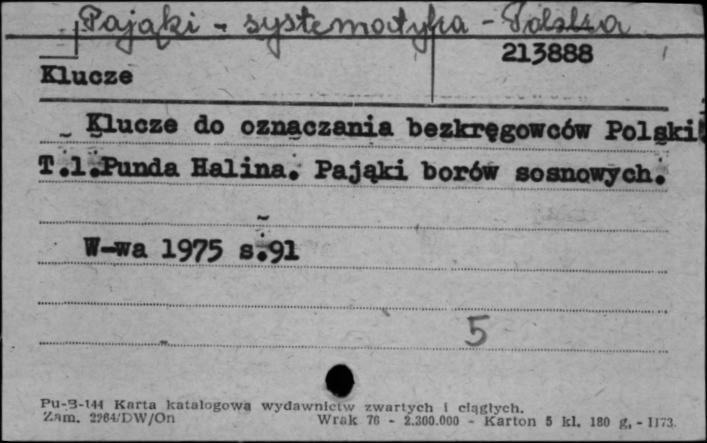 Pająki - systematyka - Polska
213888
Klucze
Klucze do oznaczania bezkręgowców Polski.
T.1.Punda Halina. Pająki borów sosnowych.
W-wa 1975 s.91
5
Pu-B-144 Karta katalogowa wydawnictw zwartych i ciągłych.
Zam. 2964/DW/On Wrak 76 - 2.300.000 - Karton 5 kl. 180 g. - 1173.